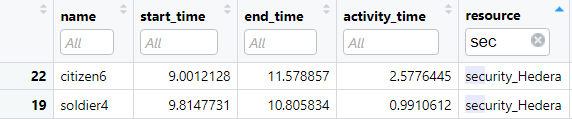 name start_time end_time activity_time resource
All All All All sec
22 citizen6 9.0012128 11.578857 2.5776445 security_Hedera
19 soldier4 9.8147731 10.805834 0.9910612 security_Hedera